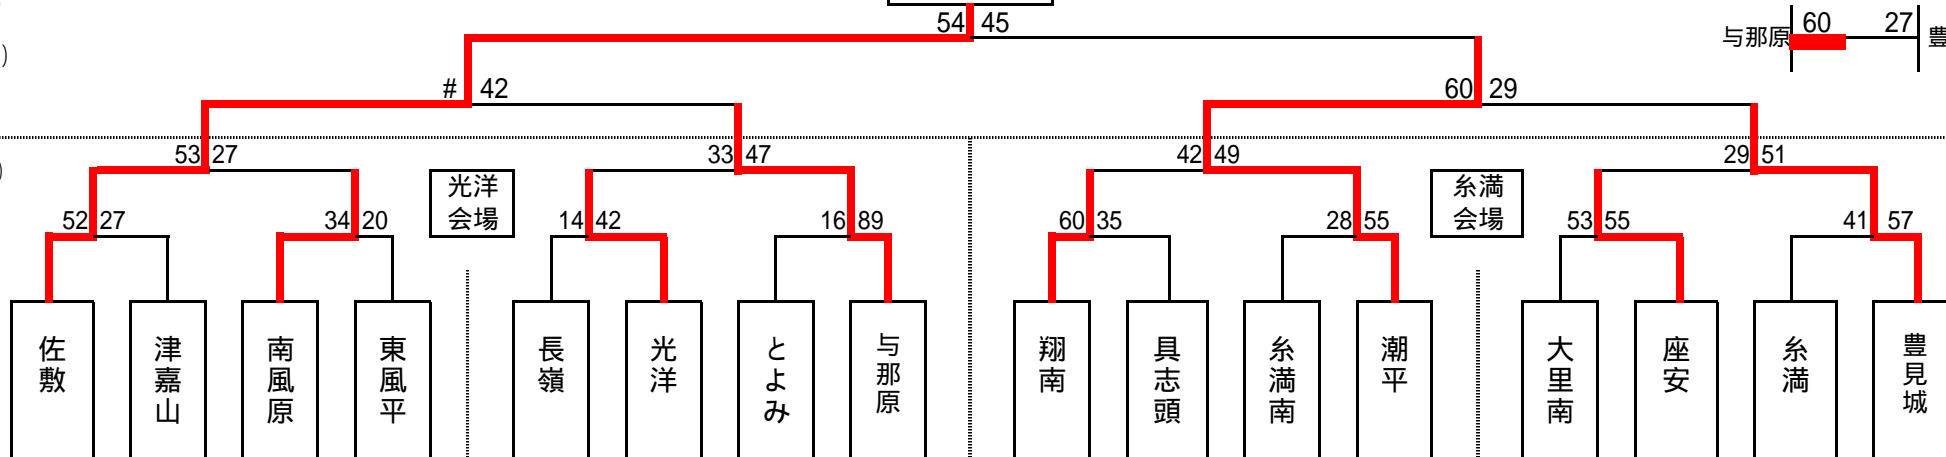 54 45
与那原 60 27 豊
)
# 42
60 29
53 27
33 47
42 49
29 51
)
光洋
会場
糸満
会場
52 27
34 20
14 42
16 89
60 35
28 55
53 55
41 57
佐敷
津嘉山
南風原
東風平
長嶺
光洋
とよみ
与那原
翔南
具志頭
糸満南
潮平
大里南
座安
糸満
豊見城